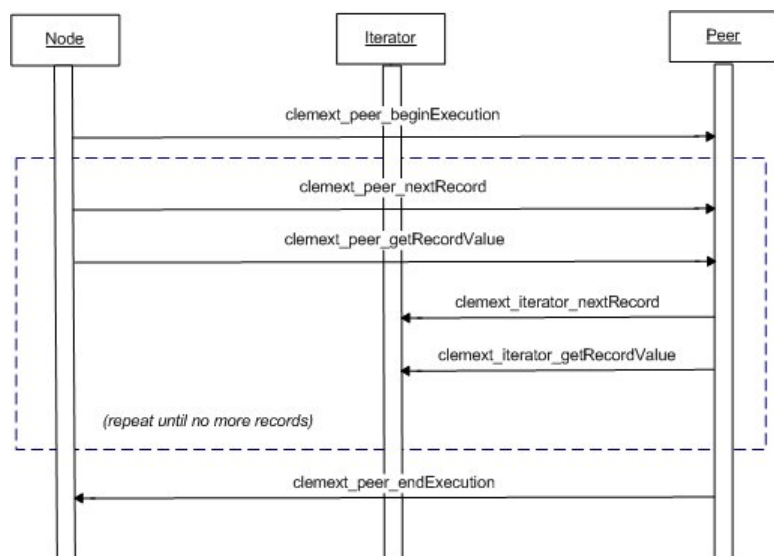 Node
Iterator
Peer
clemext_peer_beginExecution
clemext_peer_nextRecord
clemext_peer_getRecordValue
clemext_iterator_nextRecord
clemext_iterator_getRecordValue
(repeat until no more records)
clemext_peer_endExecution